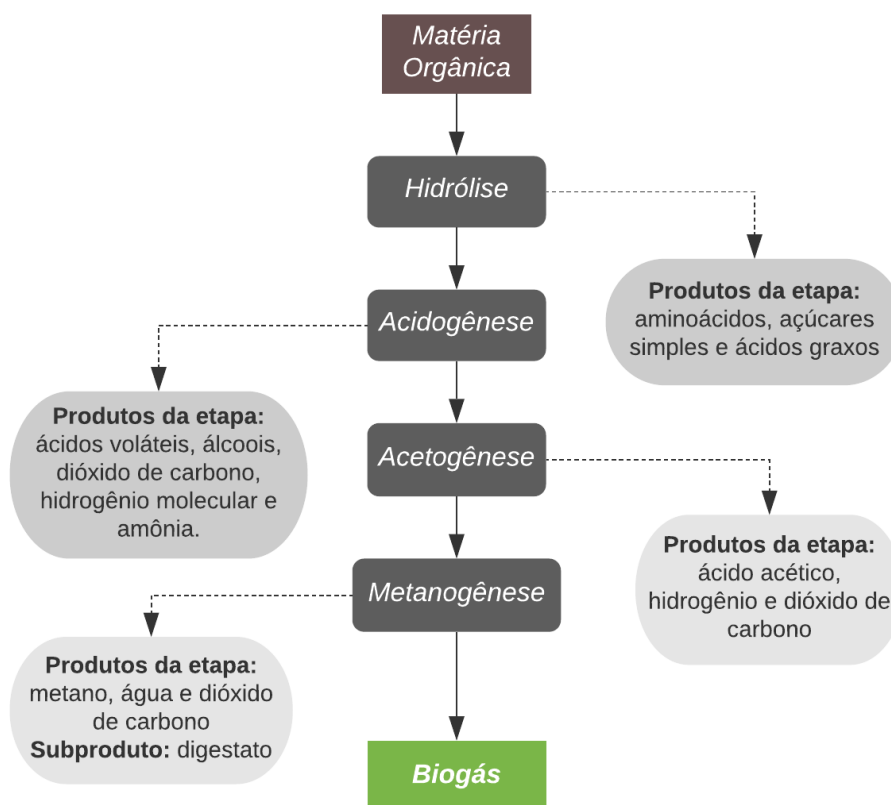 Matéria
Orgânica
Hidrólise
Produtos da etapa:
aminoácidos, açúcares
simples e ácidos graxos
Acidogênese
Produtos da etapa:
ácidos voláteis, álcoois,
dióxido de carbono,
hidrogênio molecular e
amônia.
Acetogênese
Produtos da etapa:
ácido acético,
hidrogênio e dióxido de
carbono
Metanogênese
Produtos da etapa:
metano, água e dióxido
de carbono
Subproduto: digestato
Biogás